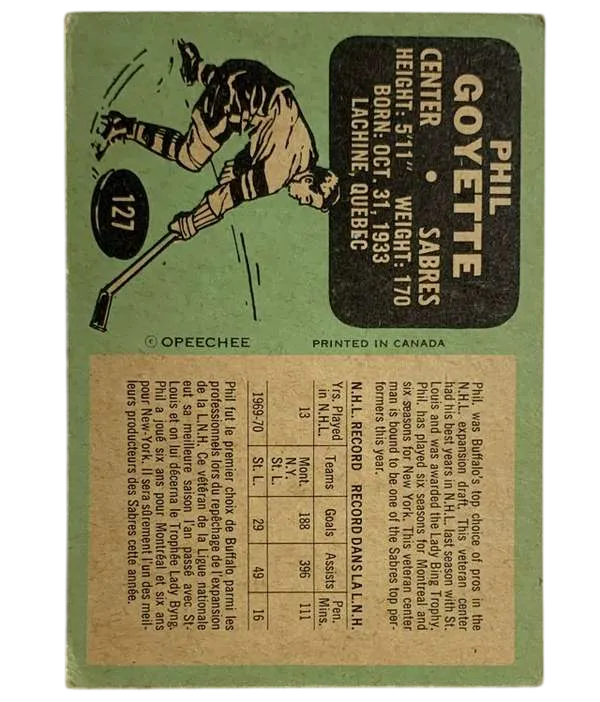 PHIL
GOYETTE
CENTER • SABRES
HEIGHT: 5'11" WEIGHT: 170
BORN: OCT. 31, 1933
LACHINE, QUEBEC
127
© OPEECHEE
PRINTED IN CANADA
Phil. was Buffalo's top choice of pros in the
N.H.L. expansion draft. This veteran center
had his best years in N.H.L. last season with St.
Louis and was awarded the Lady Bing Trophy.
Phil. has played six seasons for Montreal and
six seasons for New York. This veteran center
man is bound to be one of the Sabres top per-
formers this year.
N.H.L. RECORD RECORD DANS LA L.N.H.
Yrs. Played in N.H.L. Teams Goals Assists Pen. Mins.
13 Mont. N.Y. St. L. 188 396 111
1969-70 St. L. 29 49 16
Phil fut le premier choix de Buffalo parmi les
professionnels lors du repêchage de l'expansion
de la L.N.H. Ce vétéran de la Ligue nationale
eut sa meilleure saison l'an passé avec St-
Louis et on lui décerna le Trophée Lady Byng.
Phil a joué six ans pour Montréal et six ans
pour New-York. Il sera sûrement l'un des meil-
leurs producteurs des Sabres cette année.